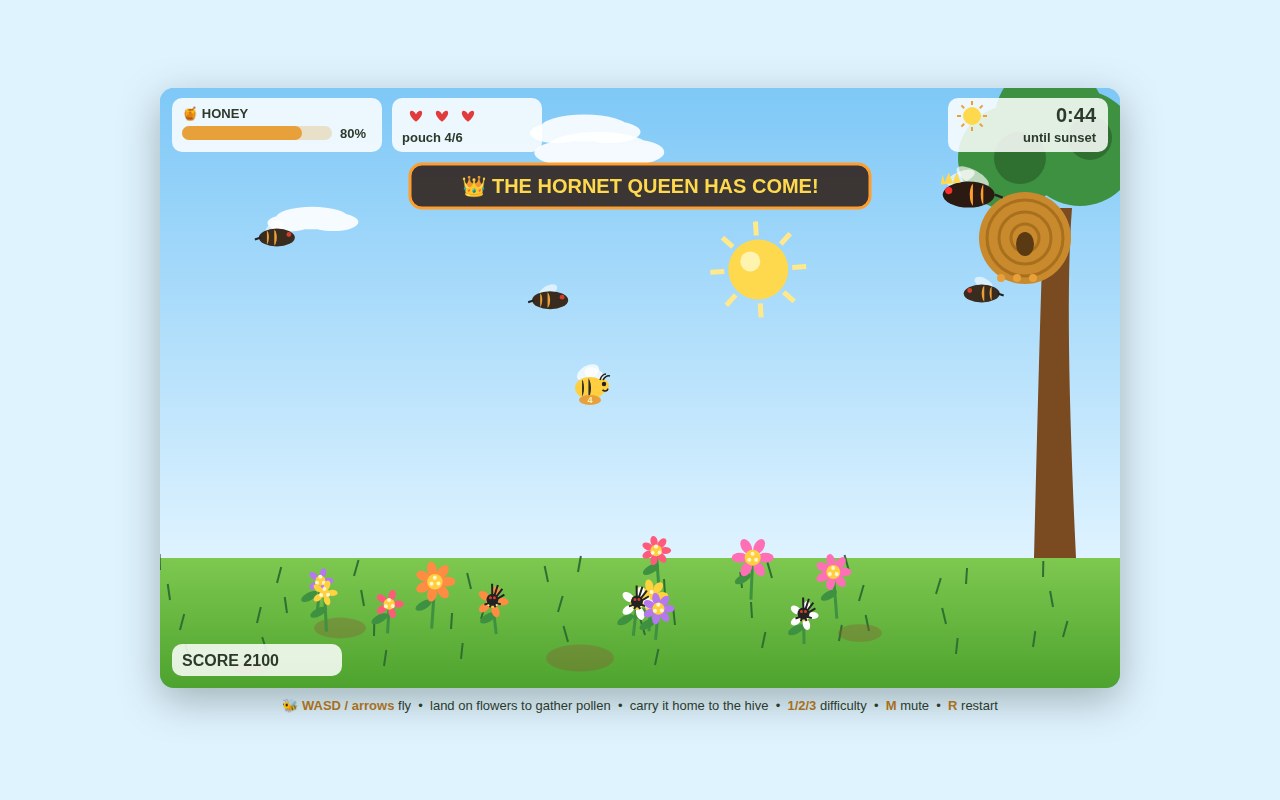 🍯 HONEY
80%
pouch 4/6
0:44
until sunset
👑 THE HORNET QUEEN HAS COME!
4
SCORE 2100
🐝 WASD / arrows fly • land on flowers to gather pollen • carry it home to the hive • 1/2/3 difficulty • M mute • R restart